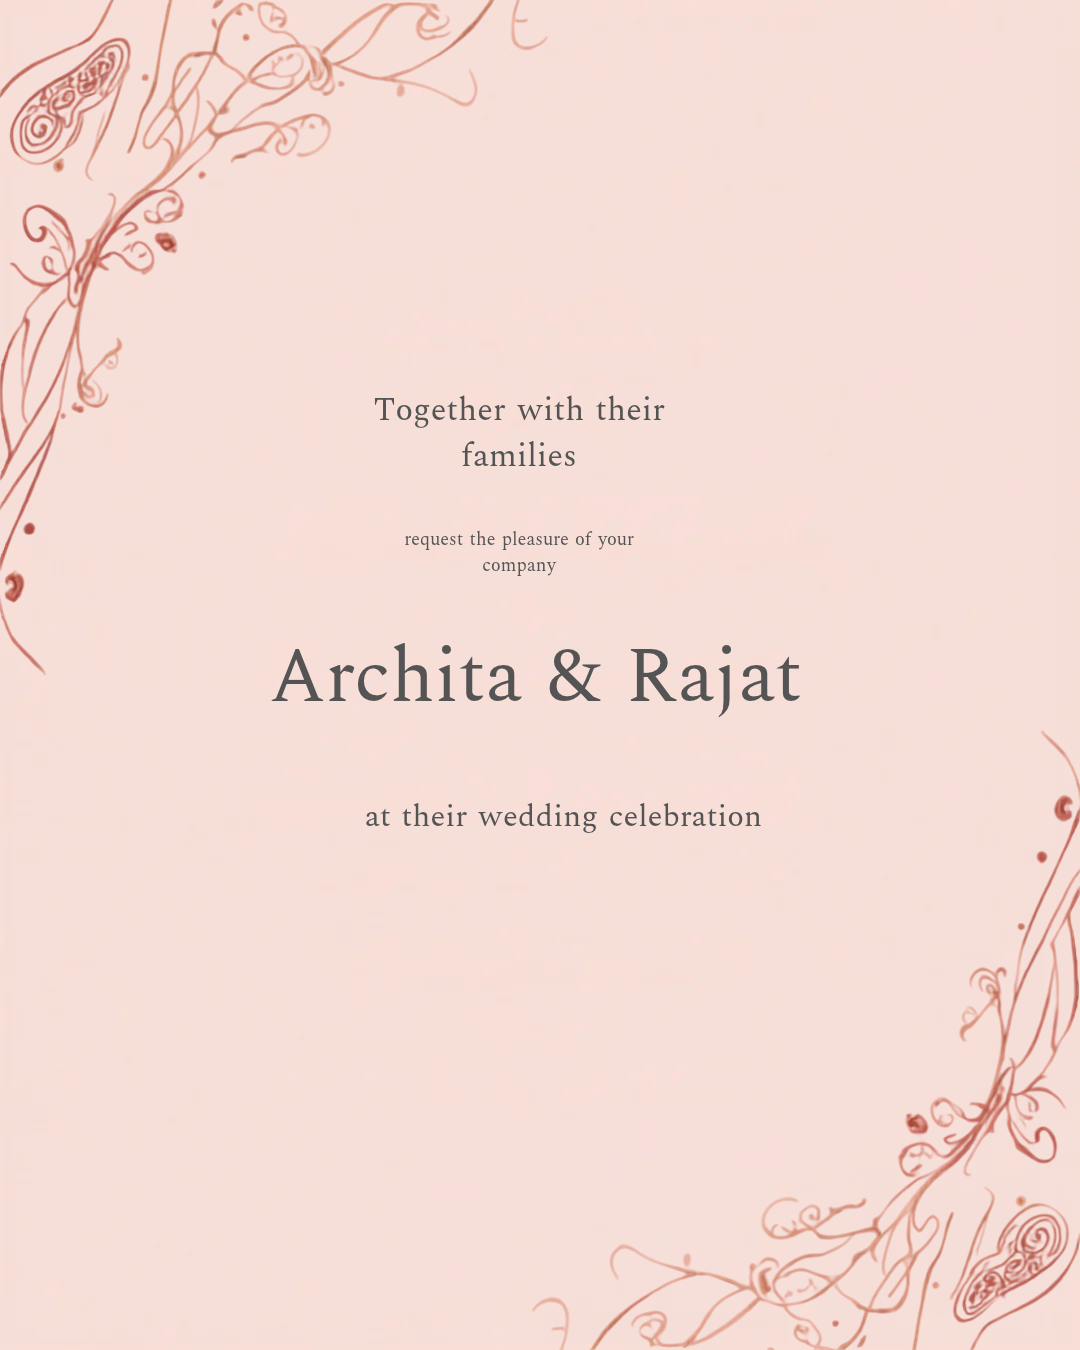 Together with their
families
request the pleasure of your
company
Archita & Rajat
at their wedding celebration